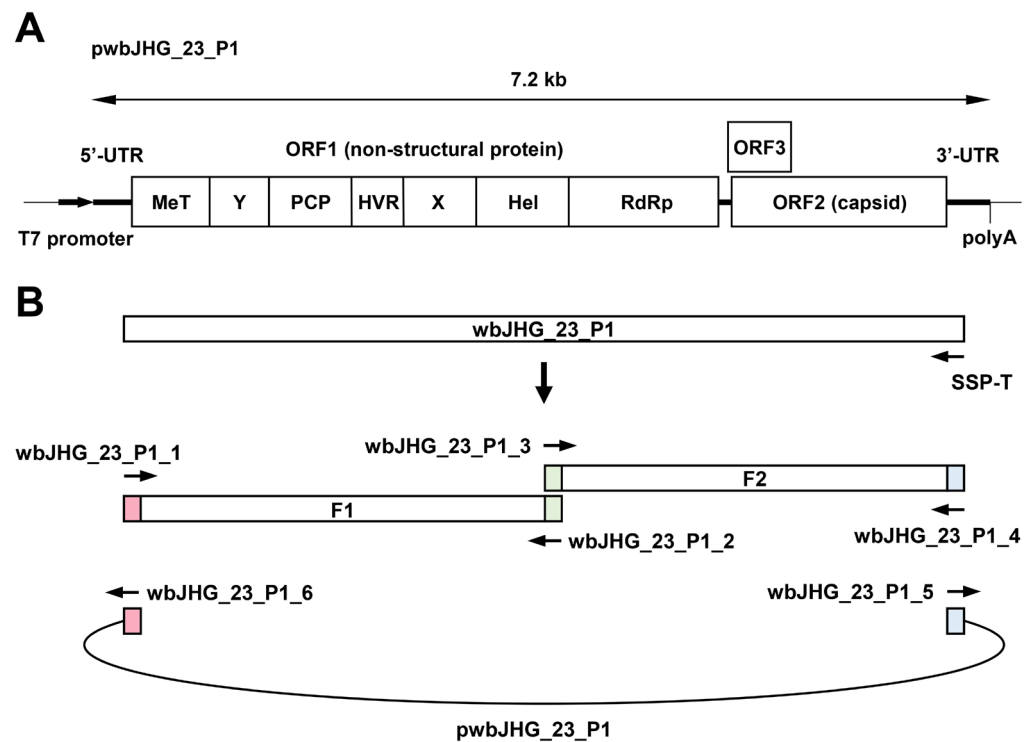 A
pwbJHG_23_P1
7.2 kb
5’-UTR
ORF1 (non-structural protein)
ORF3
3’-UTR
MeT Y PCP HVR X Hel RdRp ORF2 (capsid)
T7 promoter
polyA
B
wbJHG_23_P1
SSP-T
wbJHG_23_P1_1
wbJHG_23_P1_3
F2
F1
wbJHG_23_P1_2
wbJHG_23_P1_4
wbJHG_23_P1_6
wbJHG_23_P1_5
pwbJHG_23_P1